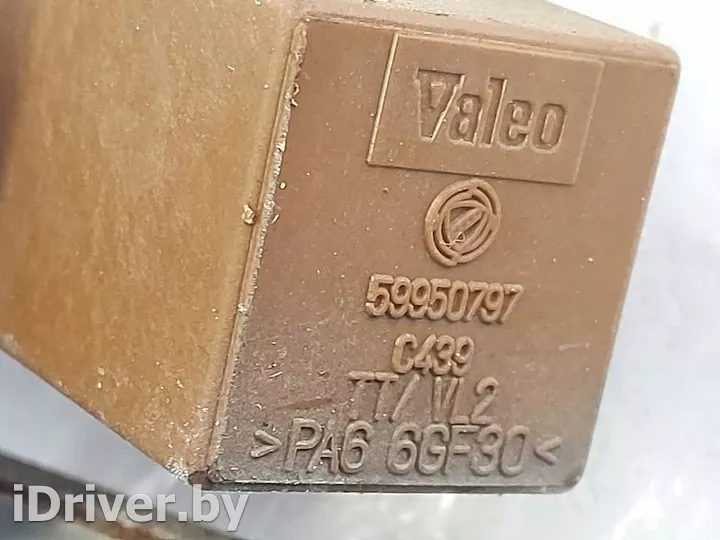 Valeo
59950797
C439
TT/VL2
>PA6 6GF30<
iDriver.by